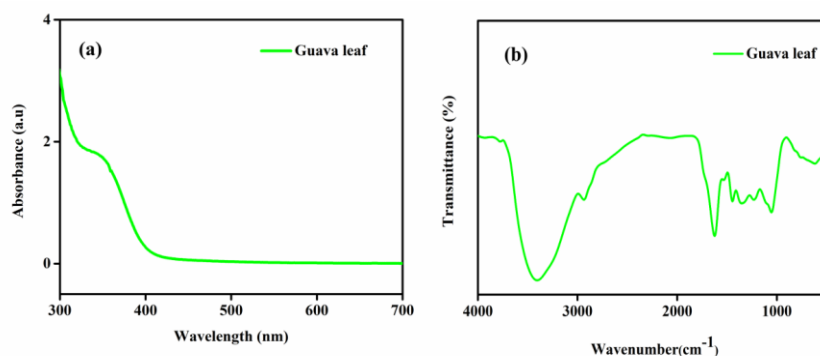 (a)
Guava leaf
4
2
0
Absorbance (a.u)
300
400
500
600
700
Wavelength (nm)
(b)
Guava leaf
Transmittance (%)
4000
3000
2000
1000
Wavenumber(cm-1)